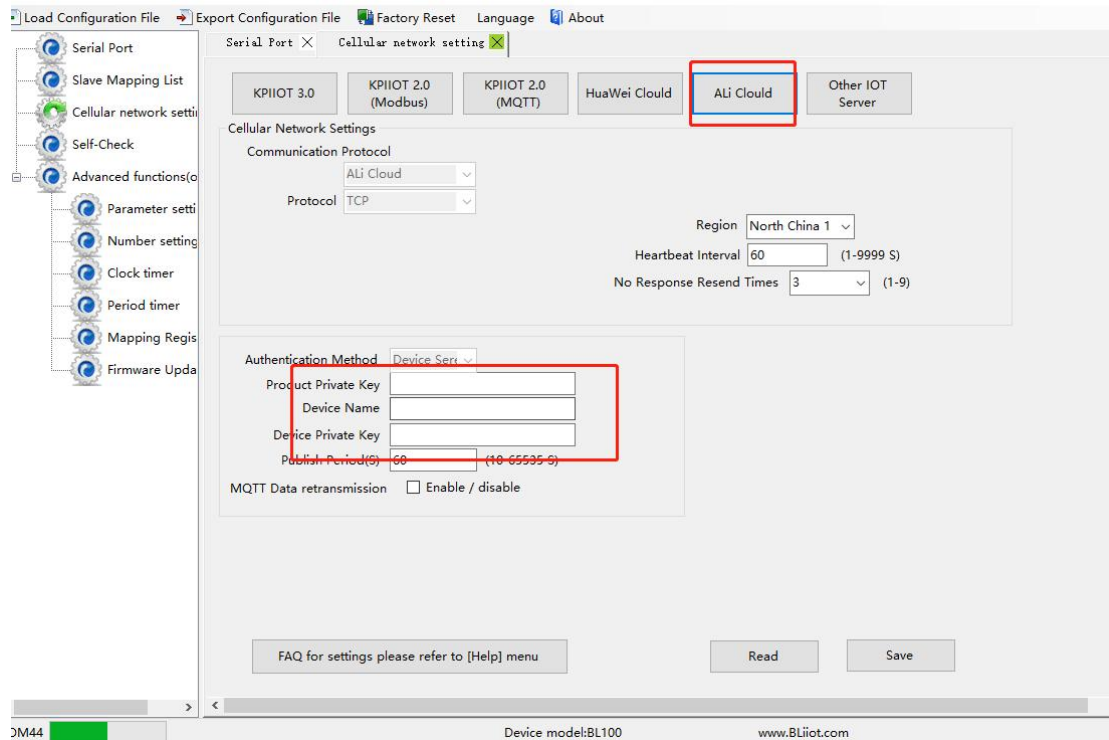 Load Configuration File Export Configuration File Factory Reset Language About
Serial Port
Slave Mapping List
Cellular network setti
Self-Check
Advanced functions(o
Parameter setti
Number setting
Clock timer
Period timer
Mapping Regis
Firmware Upda
Serial Port Cellular network setting
KPIIOT 3.0
KPIIOT 2.0
(Modbus)
KPIIOT 2.0
(MQTT)
HuaWei Clould
ALi Clould
Other IOT
Server
Cellular Network Settings
Communication Protocol
ALi Cloud
Protocol TCP
Region North China 1
Heartbeat Interval 60 (1-9999 S)
No Response Resend Times 3 (1-9)
Authentication Method Device Sere
Product Private Key
Device Name
Device Private Key
Publish Period(S) 60 (10-65535 S)
MQTT Data retransmission Enable / disable
FAQ for settings please refer to [Help] menu
Read
Save
OM44 Device model:BL100 www.BLiiot.com